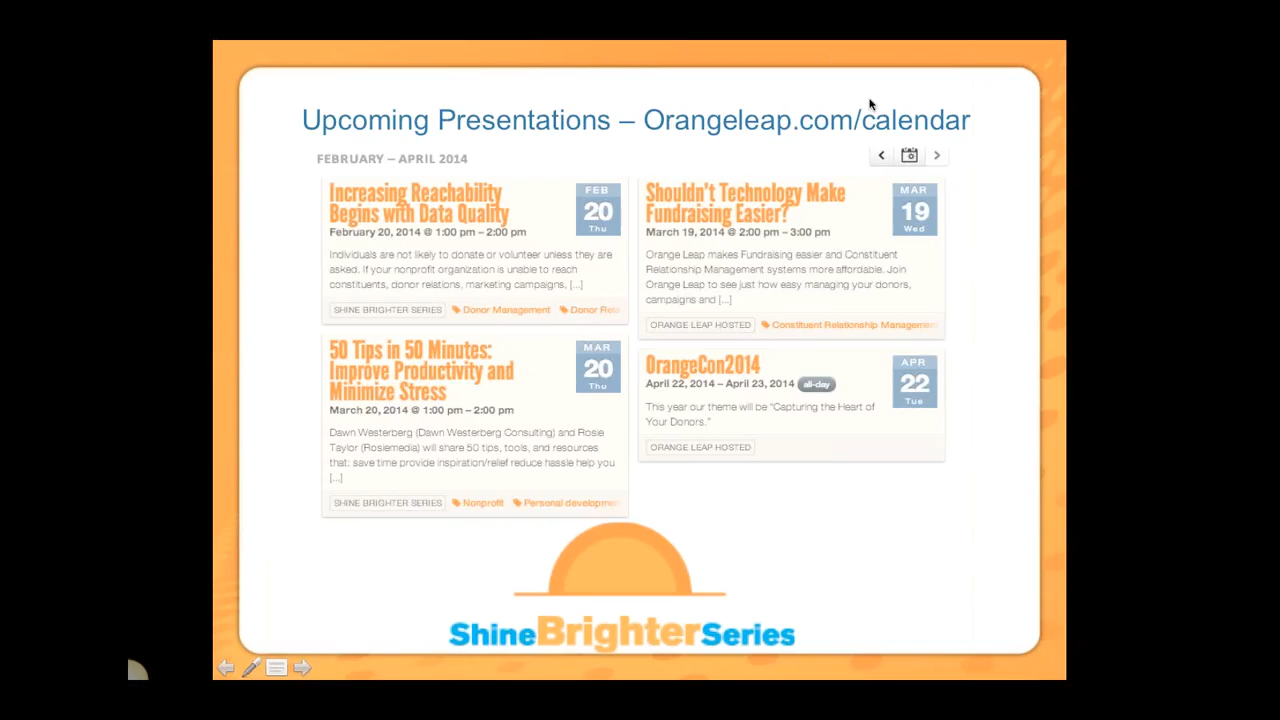 Upcoming Presentations – Orangeleap.com/calendar
FEBRUARY – APRIL 2014
Increasing Reachability
Begins with Data Quality
February 20, 2014 @ 1:00 pm – 2:00 pm
FEB
20
Thu
Individuals are not likely to donate or volunteer unless they are
asked. If your nonprofit organization is unable to reach
constituents, donor relations, marketing campaigns, [...]
SHINE BRIGHTER SERIES Donor Management Donor Rela
50 Tips in 50 Minutes:
Improve Productivity and
Minimize Stress
March 20, 2014 @ 1:00 pm – 2:00 pm
MAR
20
Thu
Dawn Westerberg (Dawn Westerberg Consulting) and Rosie
Taylor (Rosiemedia) will share 50 tips, tools, and resources
that: save time provide inspiration/relief reduce hassle help you
[...]
SHINE BRIGHTER SERIES Nonprofit Personal developme
Shouldn't Technology Make
Fundraising Easier?
March 19, 2014 @ 2:00 pm – 3:00 pm
MAR
19
Wed
Orange Leap makes Fundraising easier and Constituent
Relationship Management systems more affordable. Join
Orange Leap to see just how easy managing your donors,
campaigns and [...]
ORANGE LEAP HOSTED Constituent Relationship Managemen
OrangeCon2014
April 22, 2014 – April 23, 2014 all-day
APR
22
Tue
This year our theme will be "Capturing the Heart of
Your Donors."
ORANGE LEAP HOSTED
ShineBrighterSeries